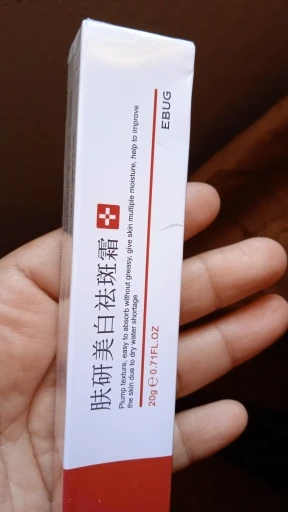 EBUG
肤研美白祛斑霜
Plump texture, easy to absorb without greasy, give skin multiple moisture, help to improve
the skin due to dry water shortage
20g ℮ 0.71FL.OZ